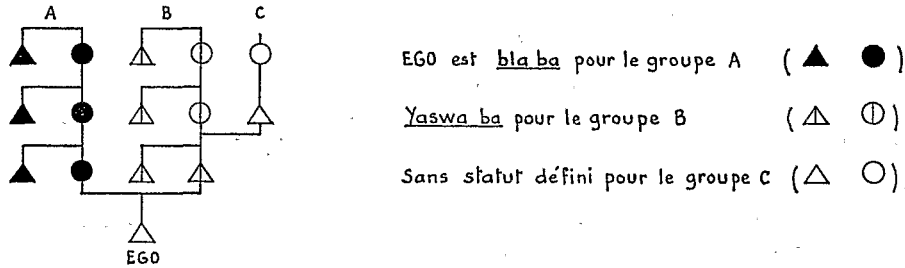 A B C
EGO est bla ba pour le groupe A ( )
Yaswa ba pour le groupe B ( )
Sans statut défini pour le groupe C ( )
EGO